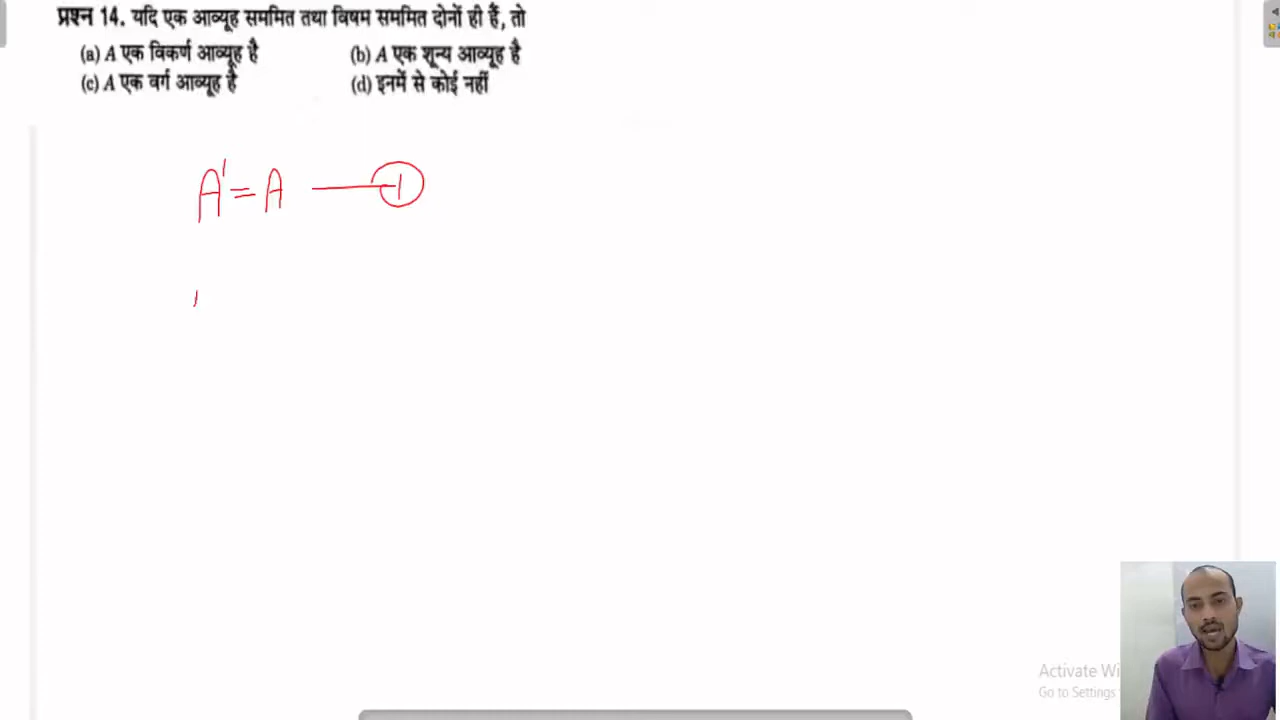 प्रश्न 14. यदि एक आव्यूह सममित तथा विषम सममित दोनों ही हैं, तो
(a) A एक विकर्ण आव्यूह है (b) A एक शून्य आव्यूह है
(c) A एक वर्ग आव्यूह है (d) इनमें से कोई नहीं
A' = A — 1
Activate Wi
Go to Settings